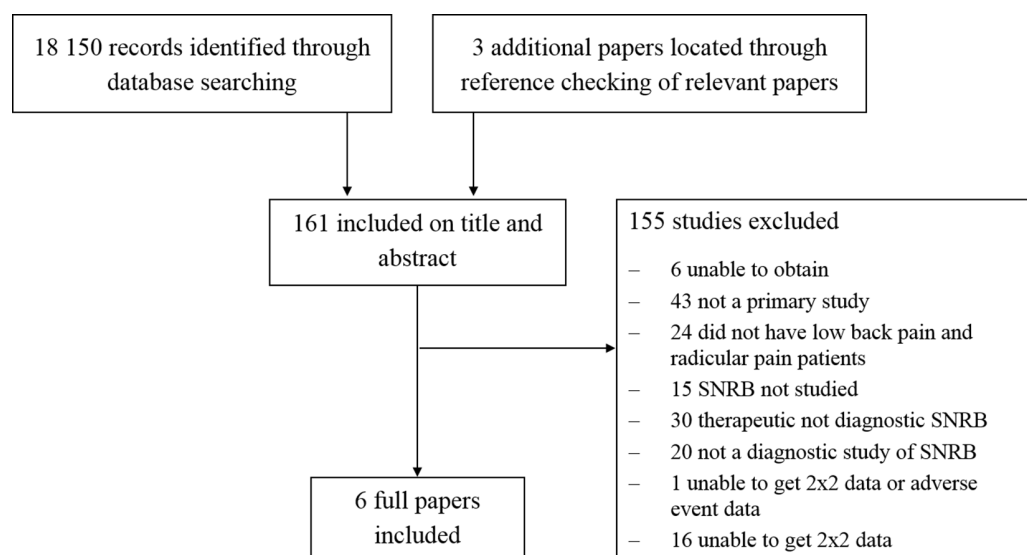 18 150 records identified through
database searching
3 additional papers located through
reference checking of relevant papers
161 included on title and
abstract
155 studies excluded
– 6 unable to obtain
– 43 not a primary study
– 24 did not have low back pain and
radicular pain patients
– 15 SNRB not studied
– 30 therapeutic not diagnostic SNRB
– 20 not a diagnostic study of SNRB
– 1 unable to get 2x2 data or adverse
event data
– 16 unable to get 2x2 data
6 full papers
included